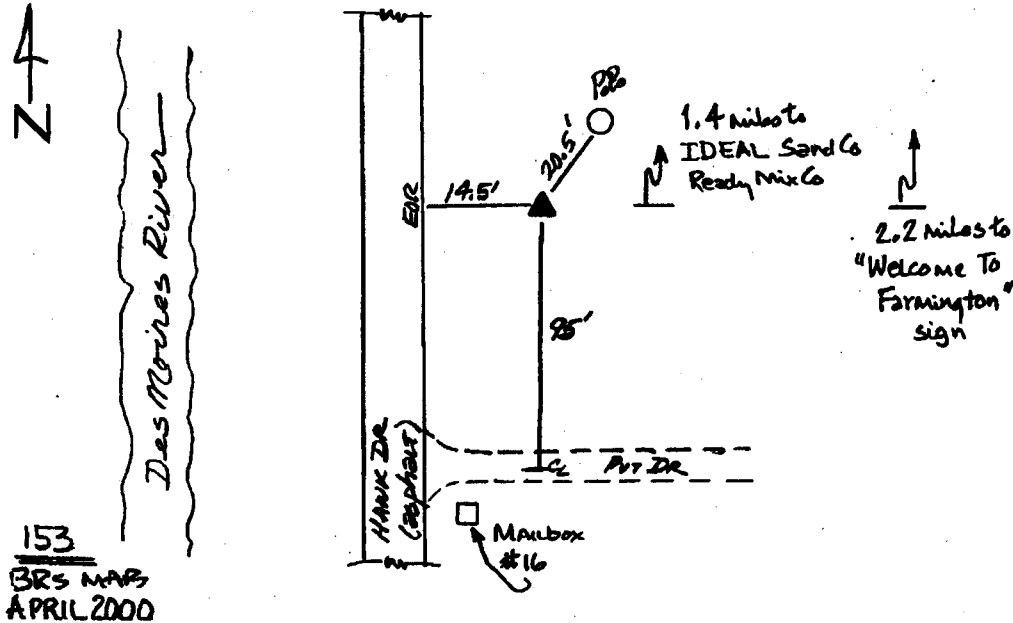 N
Des Moines River
PP
20.5'
14.5'
EOR
1.4 miles to
IDEAL Sand Co
Ready Mix Co
2.2 miles to
"Welcome To
Farmington"
sign
95'
HANK DR
(asphalt)
CL
PVT DR
MAilbox
#16
153
BRS MAPS
APRIL 2000